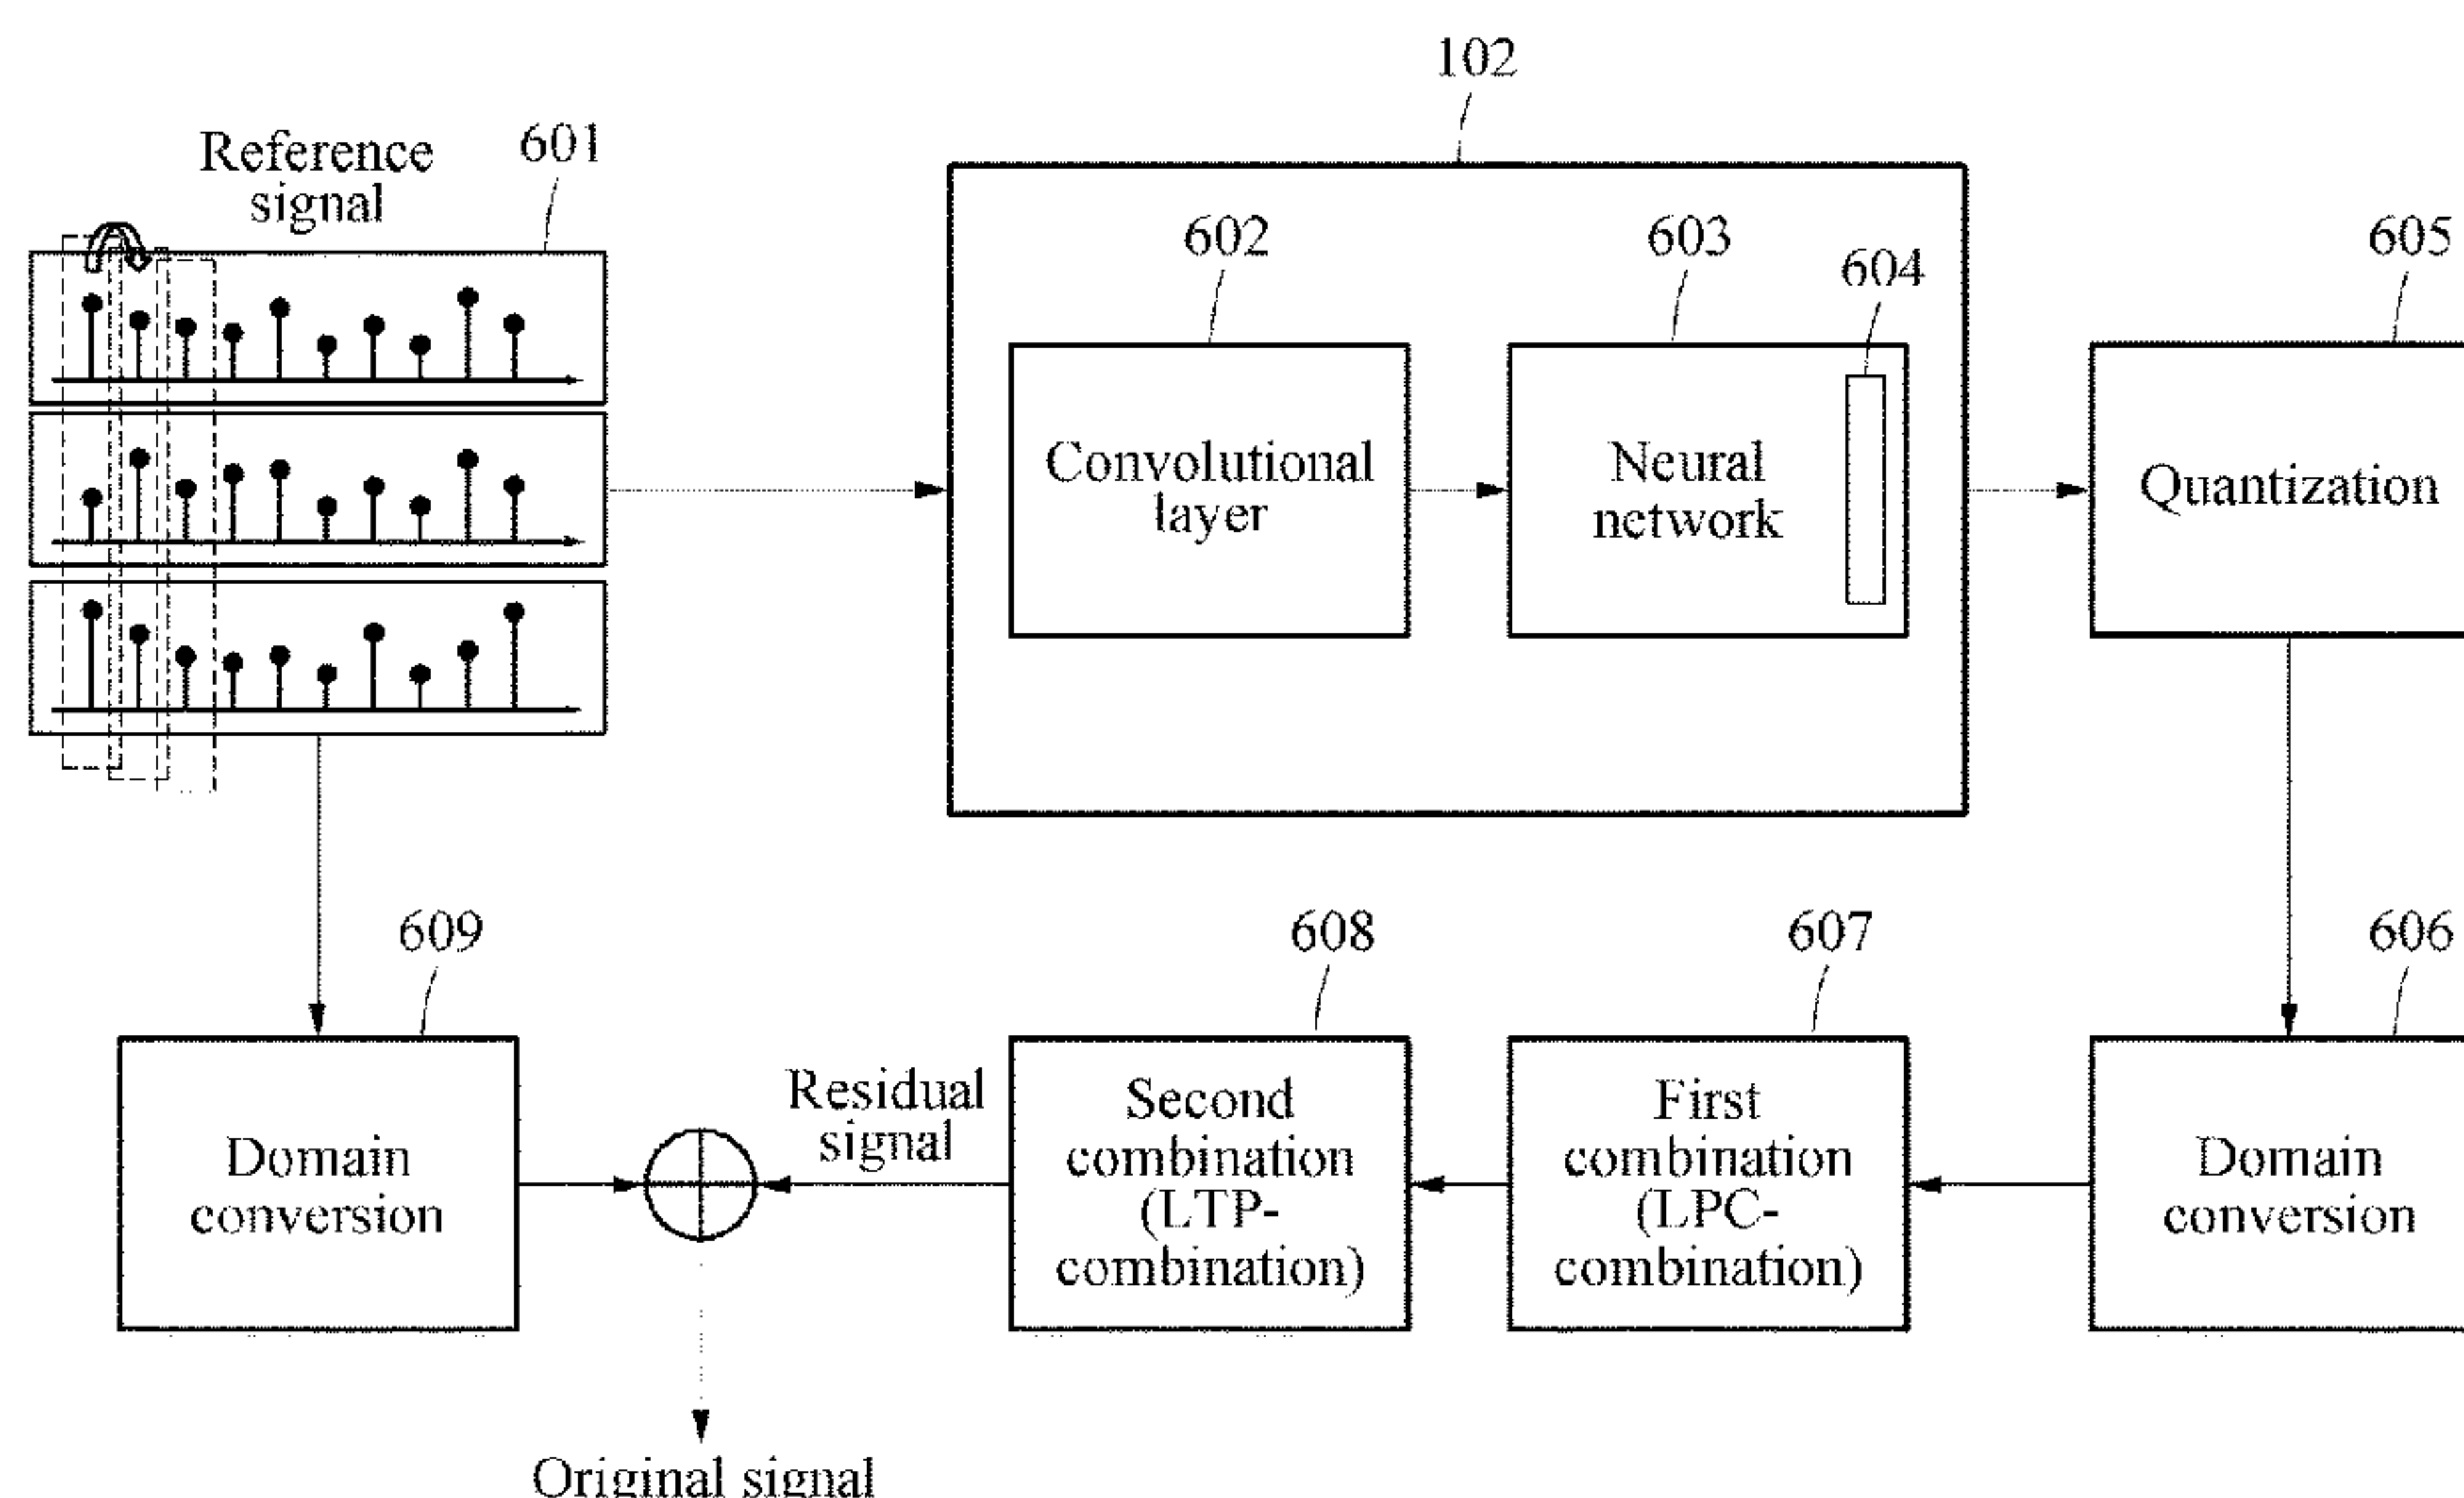 102
Reference
signal
601
602
603
604
605
Convolutional
layer
Neural
network
Quantization
609
608
607
606
Domain
conversion
Residual
signal
Second
combination
(LTP-
combination)
First
combination
(LPC-
combination)
Domain
conversion
Original signal